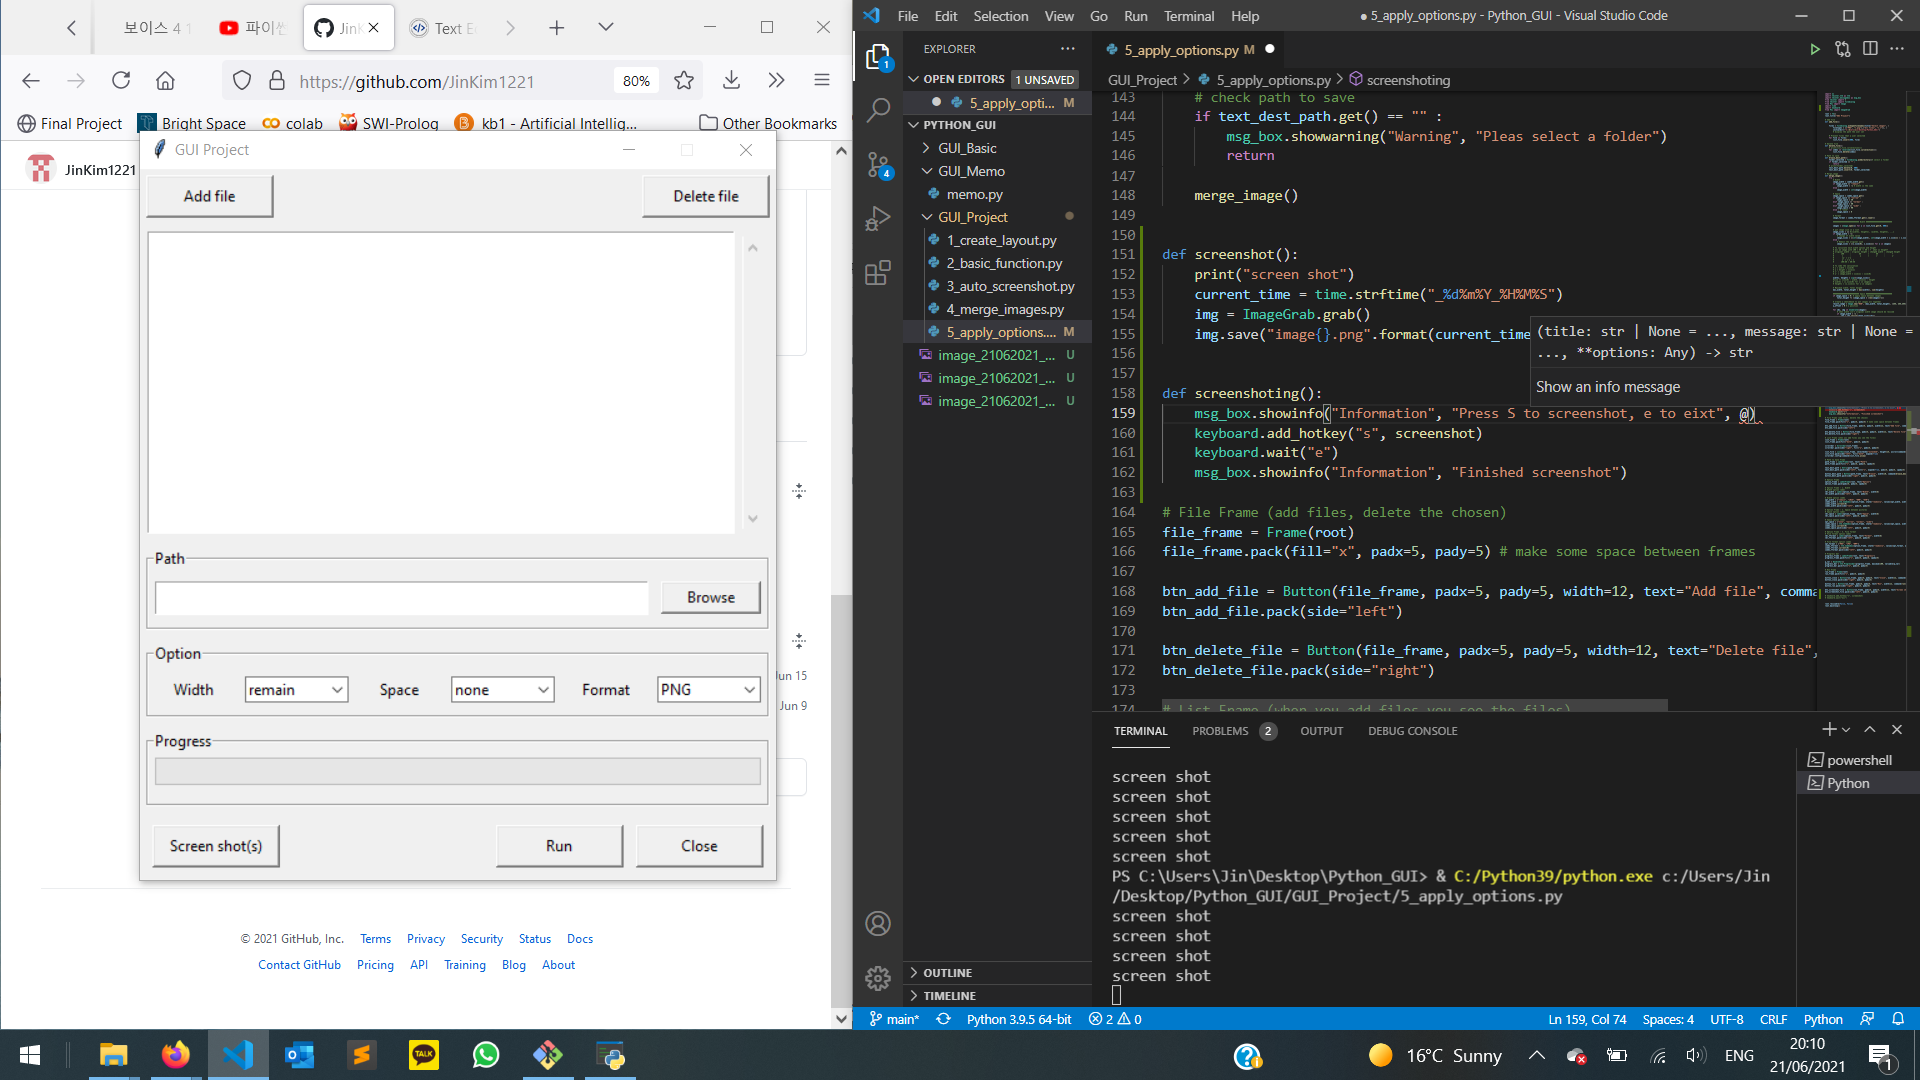 보이스 4 1
파이썬
JinK
Text E
https://github.com/JinKim1221
80%
Final Project
Bright Space
colab
SWI-Prolog
kb1 - Artificial Intellig...
Other Bookmarks
JinKim1221
GUI Project
Add file
Delete file
Path
Browse
Option
Width
remain
Space
none
Format
PNG
Jun 15
Jun 9
Progress
Screen shot(s)
Run
Close
© 2021 GitHub, Inc.
Terms
Privacy
Security
Status
Docs
Contact GitHub
Pricing
API
Training
Blog
About
File
Edit
Selection
View
Go
Run
Terminal
Help
● 5_apply_options.py - Python_GUI - Visual Studio Code
EXPLORER
OPEN EDITORS
1 UNSAVED
5_apply_opti... M
PYTHON_GUI
GUI_Basic
GUI_Memo
memo.py
GUI_Project
1_create_layout.py
2_basic_function.py
3_auto_screenshot.py
4_merge_images.py
5_apply_options.... M
image_21062021_... U
image_21062021_... U
image_21062021_... U
OUTLINE
TIMELINE
1
4
5_apply_options.py M
GUI_Project > 5_apply_options.py > screenshoting
143 # check path to save
144 if text_dest_path.get() == "" :
145 msg_box.showwarning("Warning", "Pleas select a folder")
146 return
147
148 merge_image()
149
150
151 def screenshot():
152 print("screen shot")
153 current_time = time.strftime("_%d%m%Y_%H%M%S")
154 img = ImageGrab.grab()
155 img.save("image{}.png".format(current_time
156
157
158 def screenshoting():
159 msg_box.showinfo("Information", "Press S to screenshot, e to eixt", @)
160 keyboard.add_hotkey("s", screenshot)
161 keyboard.wait("e")
162 msg_box.showinfo("Information", "Finished screenshot")
163
164 # File Frame (add files, delete the chosen)
165 file_frame = Frame(root)
166 file_frame.pack(fill="x", padx=5, pady=5) # make some space between frames
167
168 btn_add_file = Button(file_frame, padx=5, pady=5, width=12, text="Add file", comma
169 btn_add_file.pack(side="left")
170
171 btn_delete_file = Button(file_frame, padx=5, pady=5, width=12, text="Delete file",
172 btn_delete_file.pack(side="right")
173
174 # List Frame (when you add files you see the files)
(title: str | None = ..., message: str | None =
..., **options: Any) -> str
Show an info message
TERMINAL
PROBLEMS 2
OUTPUT
DEBUG CONSOLE
powershell
Python
screen shot
screen shot
screen shot
screen shot
screen shot
PS C:\Users\Jin\Desktop\Python_GUI> & C:/Python39/python.exe c:/Users/Jin
/Desktop/Python_GUI/GUI_Project/5_apply_options.py
screen shot
screen shot
screen shot
screen shot
main*
Python 3.9.5 64-bit
2 0
Ln 159, Col 74
Spaces: 4
UTF-8
CRLF
Python
TALK
16°C Sunny
ENG
20:10
21/06/2021
1